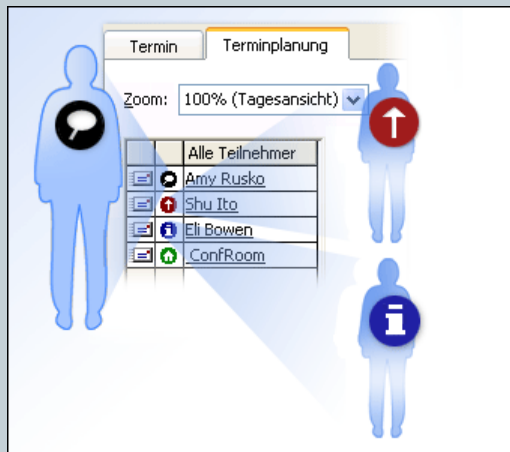 Termin Terminplanung
Zoom: 100% (Tagesansicht)
Alle Teilnehmer
Amy Rusko
Shu Ito
Eli Bowen
ConfRoom